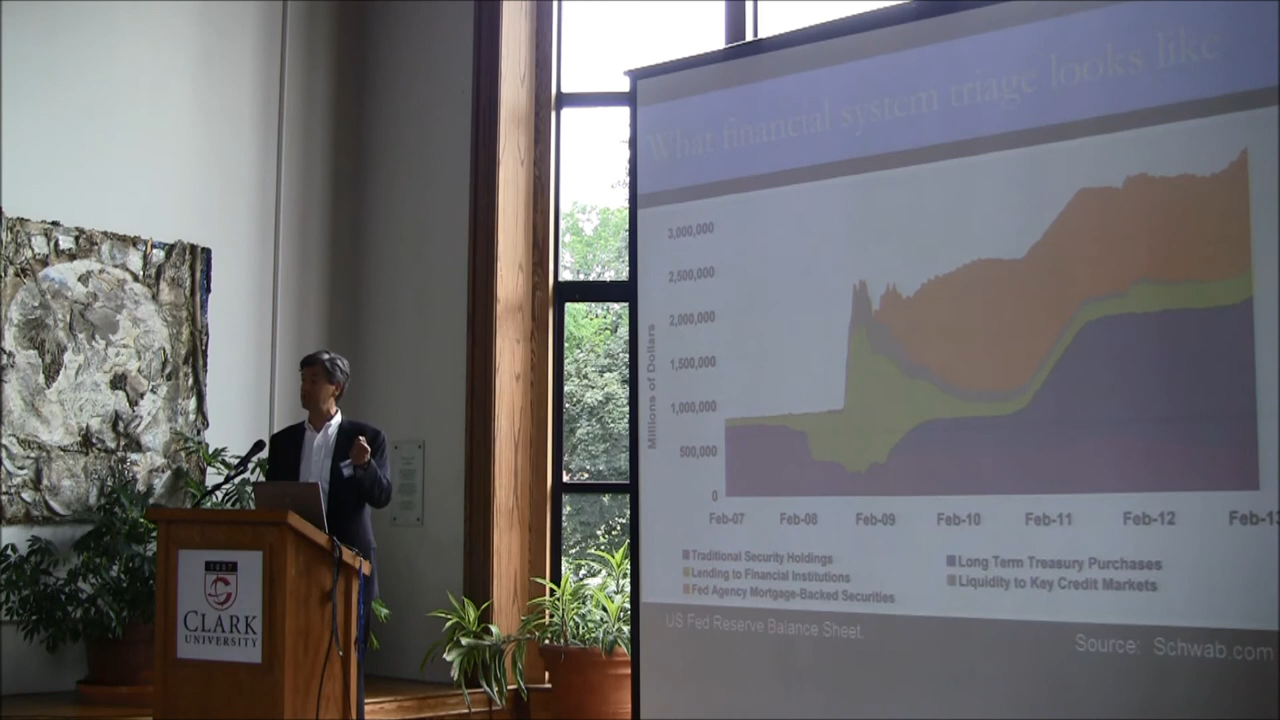 What financial system triage looks like
3,000,000
2,500,000
2,000,000
1,500,000
1,000,000
500,000
0
Millions of Dollars
Feb-07 Feb-08 Feb-09 Feb-10 Feb-11 Feb-12 Feb-13
Traditional Security Holdings
Long Term Treasury Purchases
Lending to Financial Institutions
Liquidity to Key Credit Markets
Fed Agency Mortgage-Backed Securities
US Fed Reserve Balance Sheet.
Source: Schwab.com
1887
CLARK
UNIVERSITY